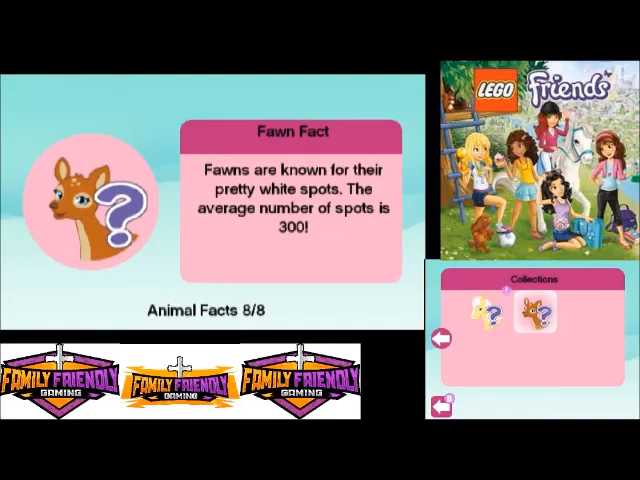 Fawn Fact
Fawns are known for their
pretty white spots. The
average number of spots is
300!
Animal Facts 8/8
LEGO Friends
Collections
!
?
?
?
FAMILY FRIENDLY
GAMING
FAMILY FRIENDLY
GAMING
FAMILY FRIENDLY
GAMING